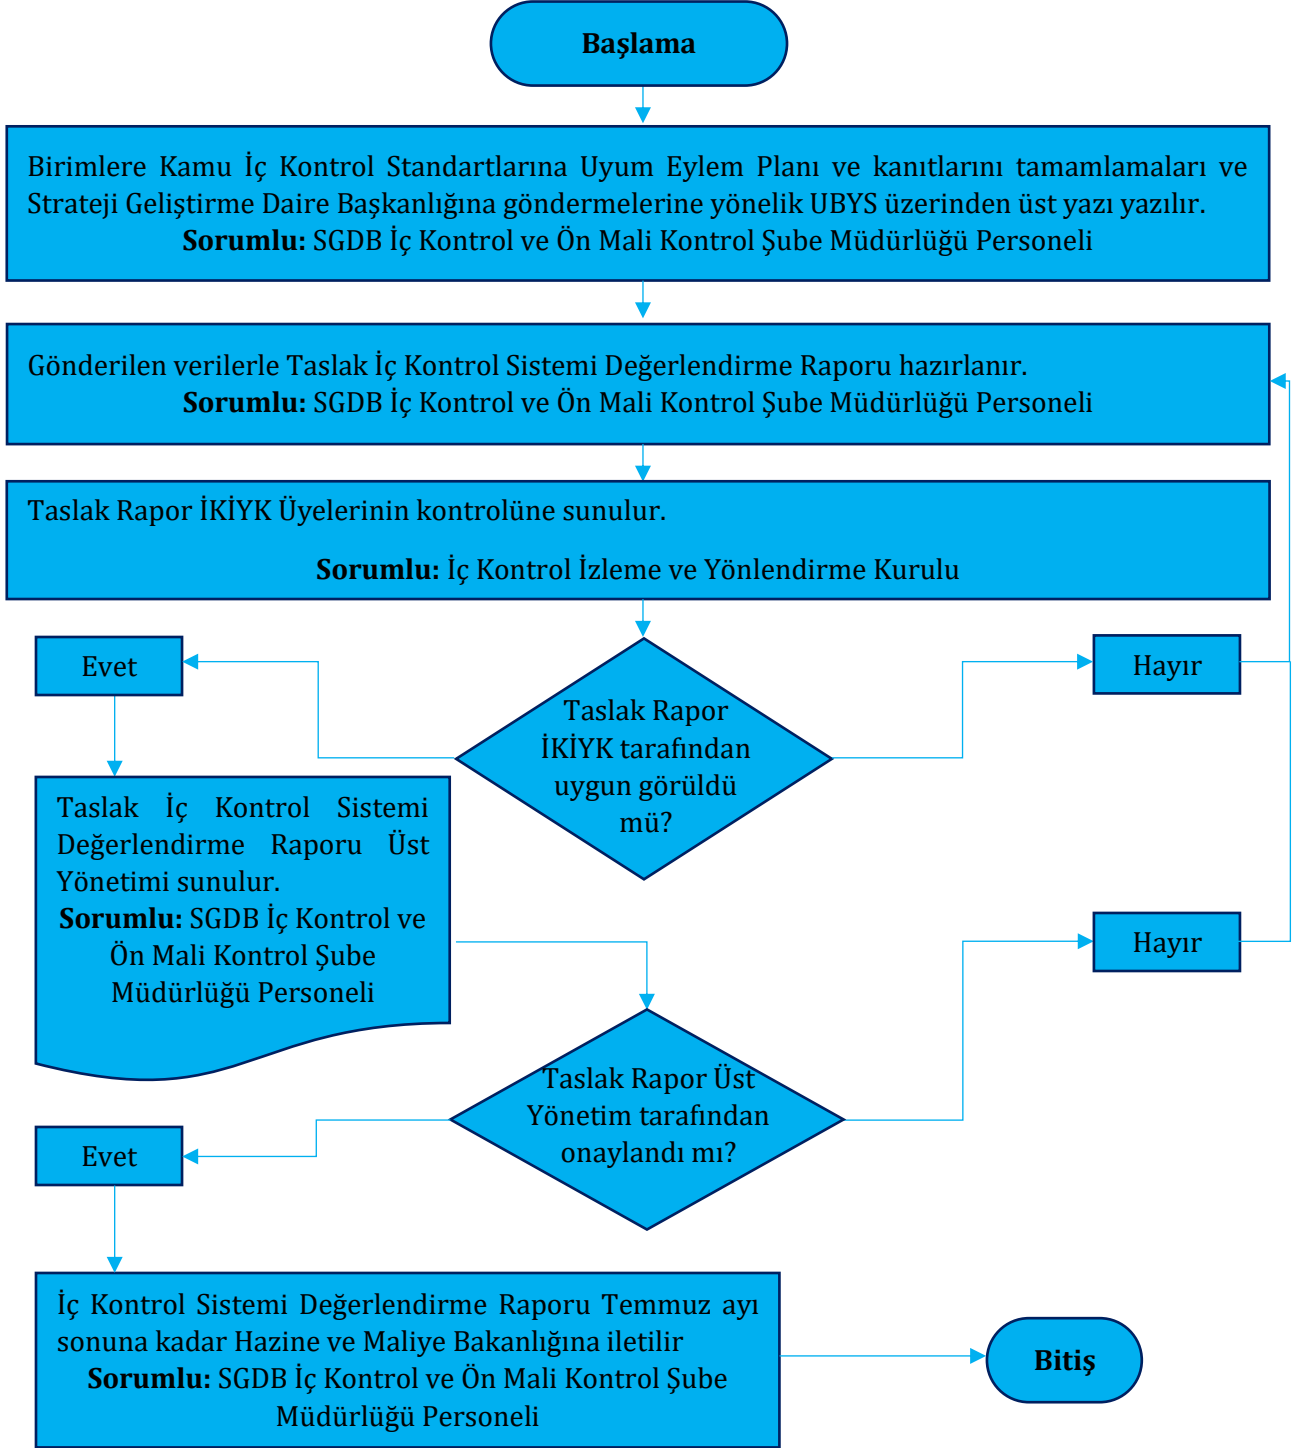 Başlama
Birimlere Kamu İç Kontrol Standartlarına Uyum Eylem Planı ve kanıtlarını tamamlamaları ve
Strateji Geliştirme Daire Başkanlığına göndermelerine yönelik UBYS üzerinden üst yazı yazılır.
Sorumlu: SGDB İç Kontrol ve Ön Mali Kontrol Şube Müdürlüğü Personeli
Gönderilen verilerle Taslak İç Kontrol Sistemi Değerlendirme Raporu hazırlanır.
Sorumlu: SGDB İç Kontrol ve Ön Mali Kontrol Şube Müdürlüğü Personeli
Taslak Rapor İKİYK Üyelerinin kontrolüne sunulur.
Sorumlu: İç Kontrol İzleme ve Yönlendirme Kurulu
Evet
Hayır
Taslak Rapor
İKİYK tarafından
uygun görüldü
mü?
Taslak İç Kontrol Sistemi
Değerlendirme Raporu Üst
Yönetimi sunulur.
Sorumlu: SGDB İç Kontrol ve
Ön Mali Kontrol Şube
Müdürlüğü Personeli
Hayır
Taslak Rapor Üst
Yönetim tarafından
onaylandı mı?
Evet
İç Kontrol Sistemi Değerlendirme Raporu Temmuz ayı
sonuna kadar Hazine ve Maliye Bakanlığına iletilir
Sorumlu: SGDB İç Kontrol ve Ön Mali Kontrol Şube
Müdürlüğü Personeli
Bitiş